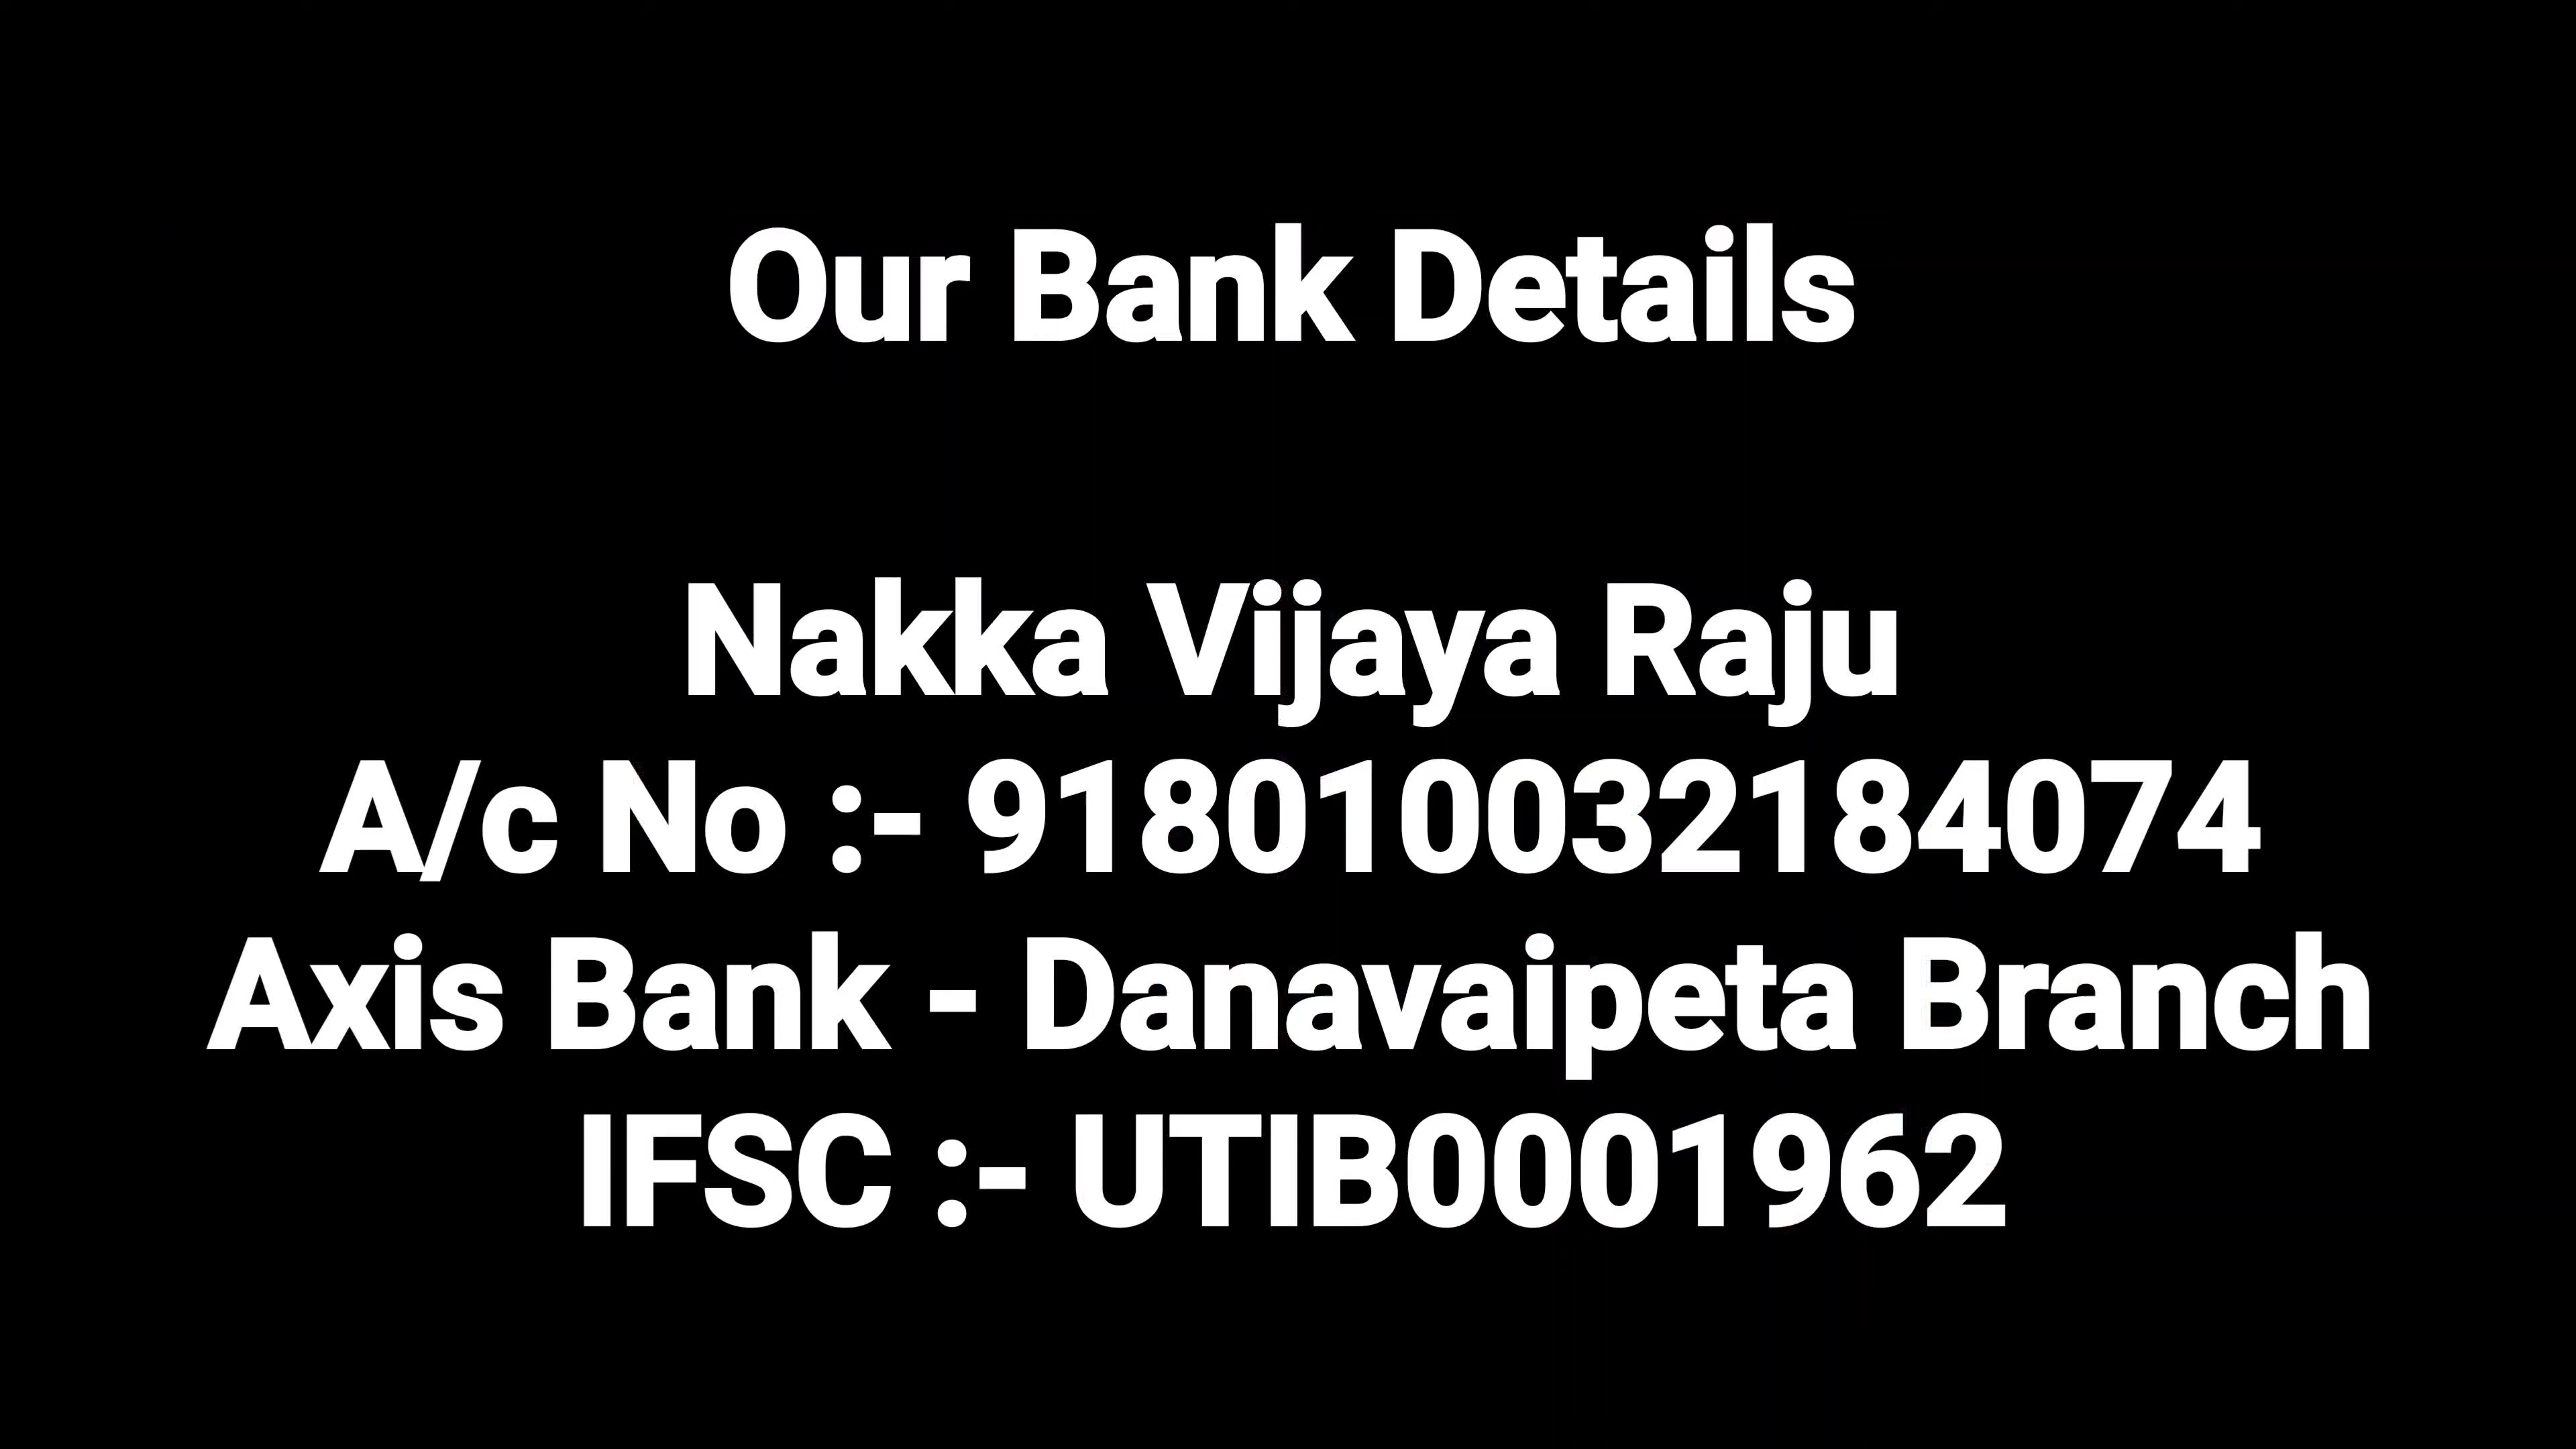 Our Bank Details
Nakka Vijaya Raju
A/c No :- 918010032184074
Axis Bank - Danavaipeta Branch
IFSC :- UTIB0001962